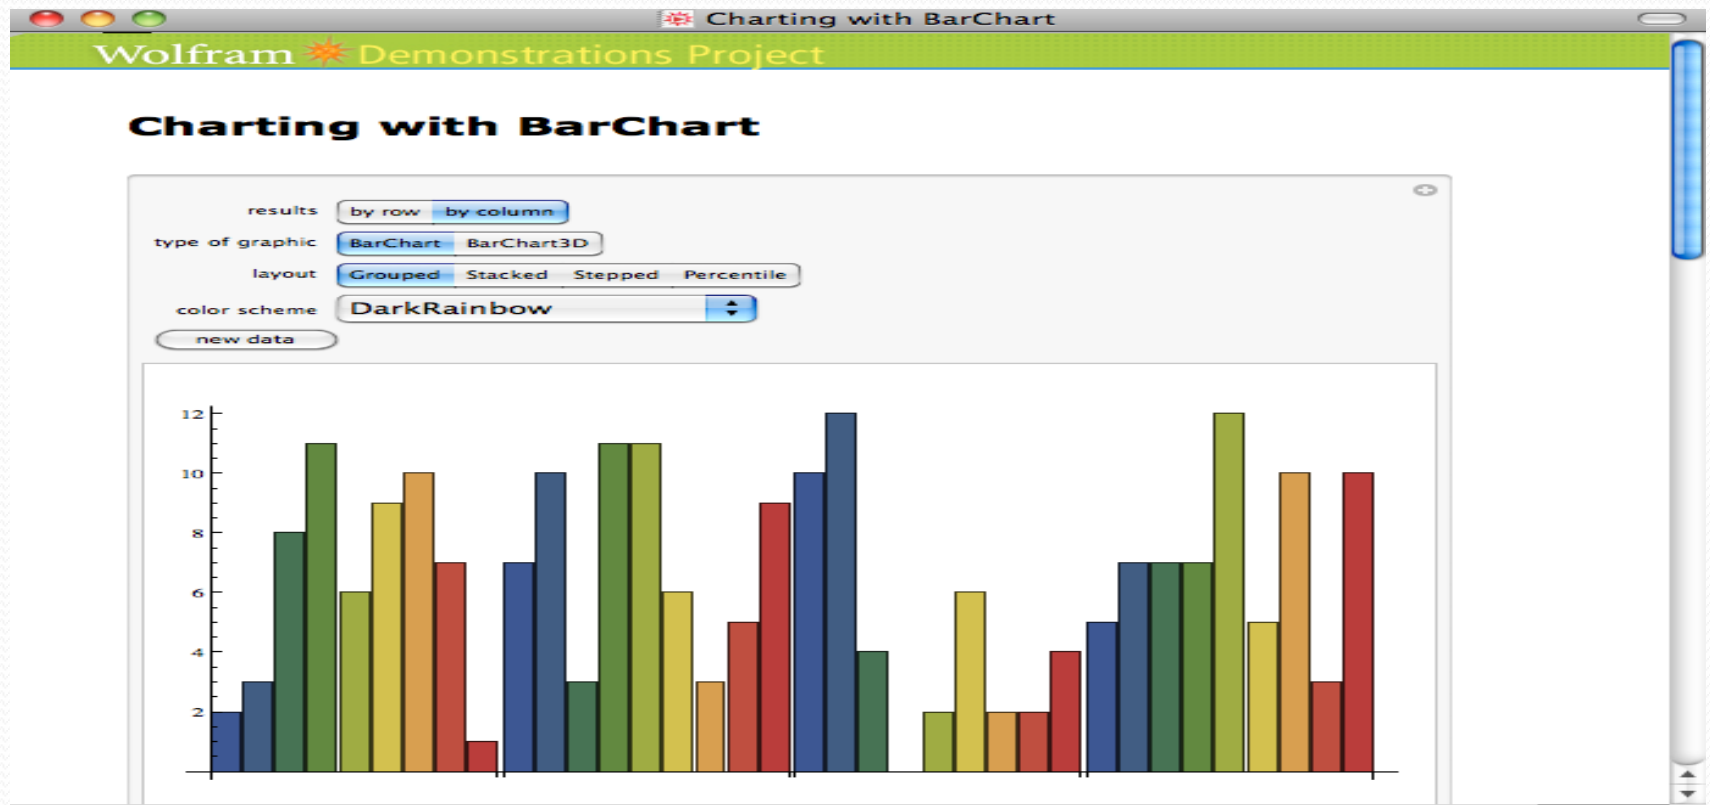 Charting with BarChart
Wolfram Demonstrations Project
Charting with BarChart
results by row by column
type of graphic BarChart BarChart3D
layout Grouped Stacked Stepped Percentile
color scheme DarkRainbow
new data
12
10
8
6
4
2